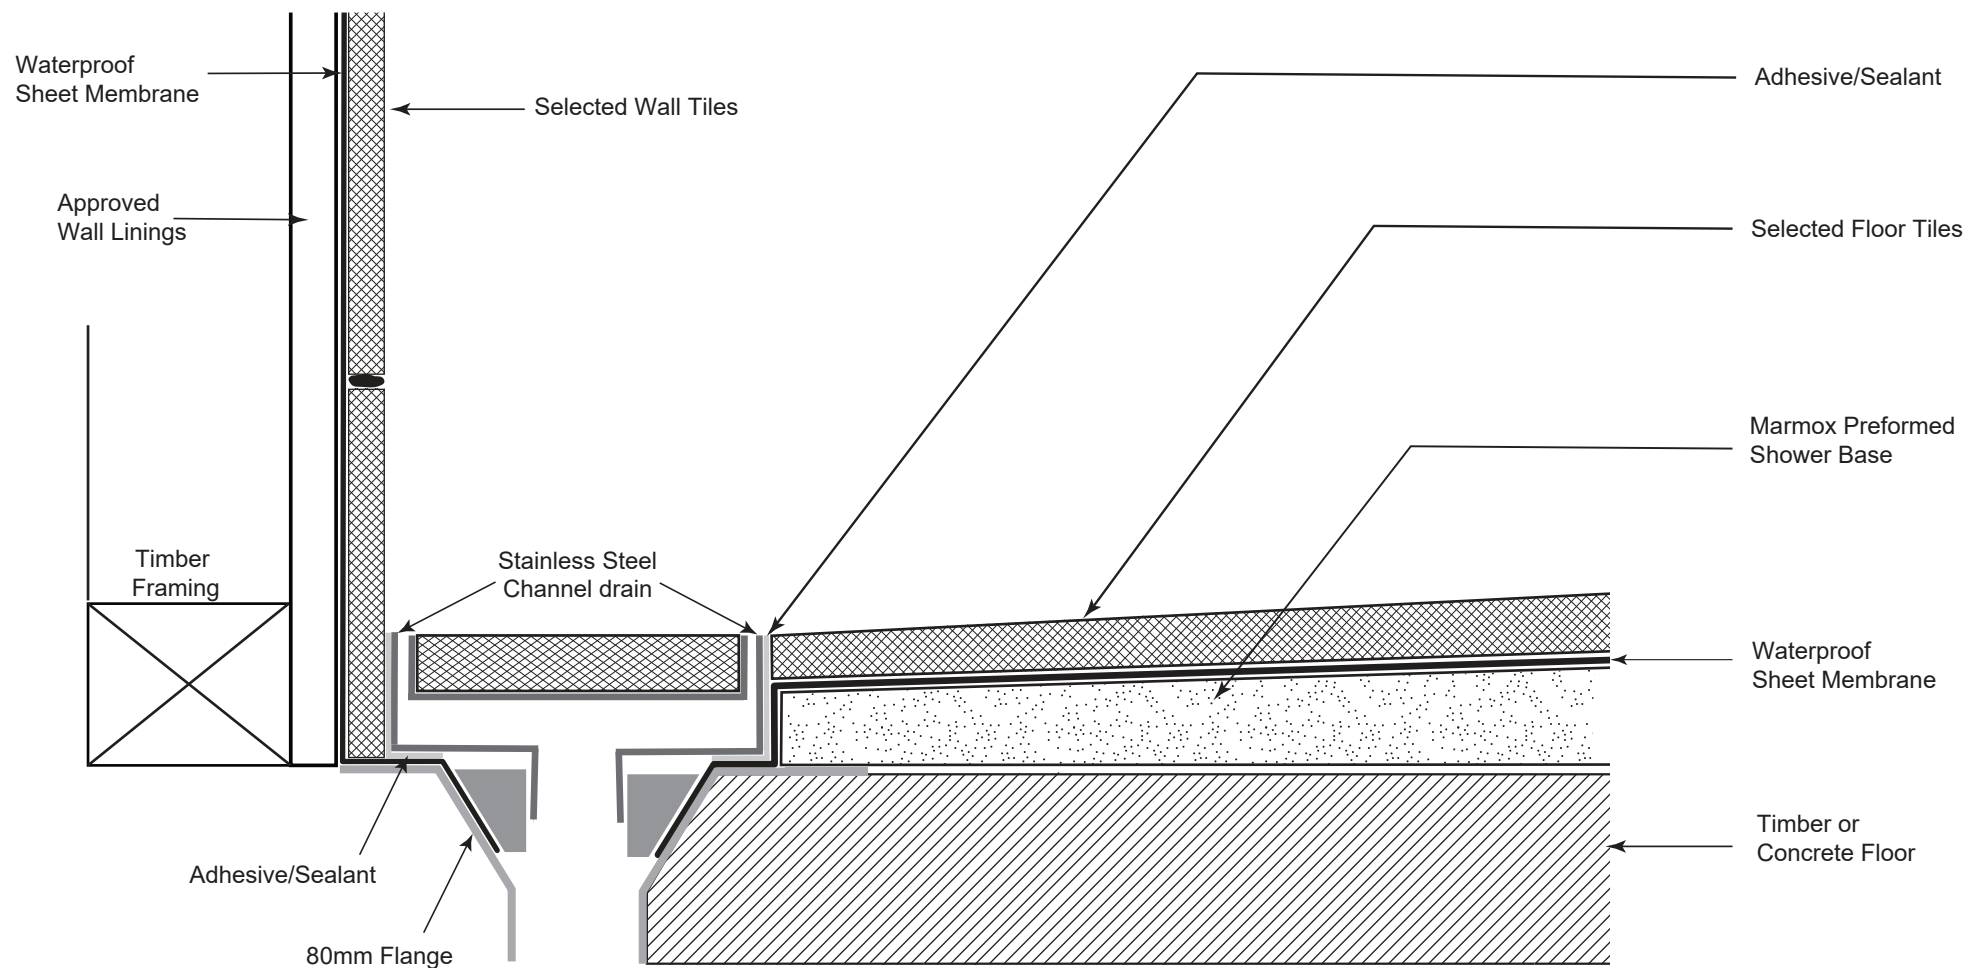 Waterproof
Sheet Membrane
Selected Wall Tiles
Adhesive/Sealant
Approved
Wall Linings
Selected Floor Tiles
Marmox Preformed
Shower Base
Timber
Framing
Stainless Steel
Channel drain
Waterproof
Sheet Membrane
Timber or
Concrete Floor
Adhesive/Sealant
80mm Flange